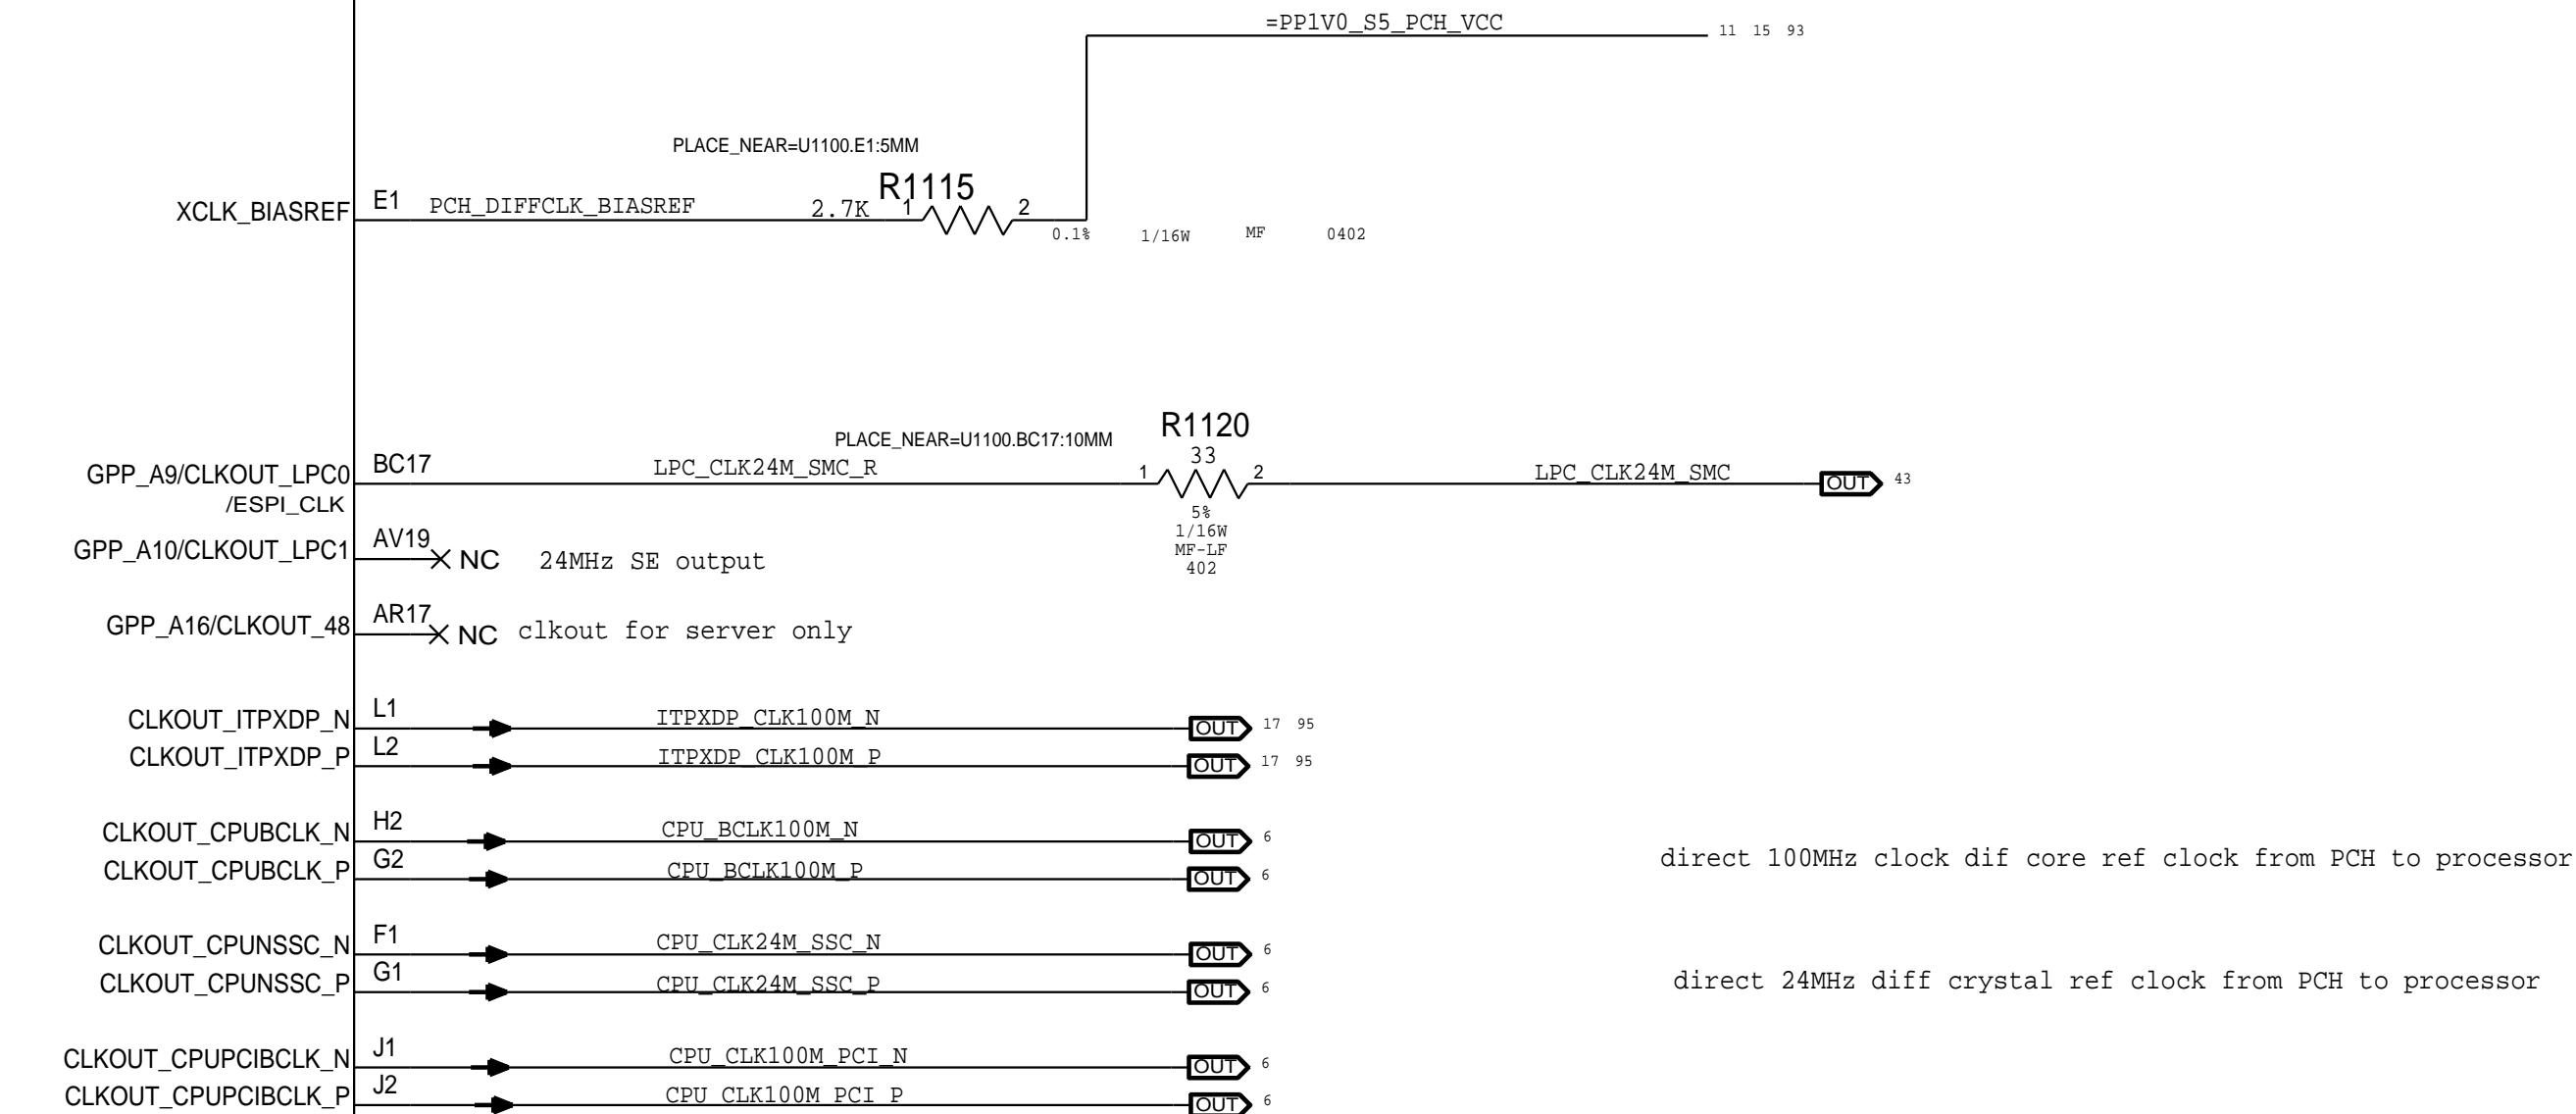 =PP1V0_S5_PCH_VCC 11 15 93
PLACE_NEAR=U1100.E1:5MM
R1115
XCLK_BIASREF E1 PCH_DIFFCLK_BIASREF 2.7K 1 2
0.1% 1/16W MF 0402
R1120
PLACE_NEAR=U1100.BC17:10MM
33
GPP_A9/CLKOUT_LPC0 BC17 LPC_CLK24M_SMC_R 1 2 LPC_CLK24M_SMC OUT 43
/ESPI_CLK
5%
1/16W
MF-LF
402
GPP_A10/CLKOUT_LPC1 AV19 NC 24MHz SE output
GPP_A16/CLKOUT_48 AR17 NC clkout for server only
CLKOUT_ITPXDP_N L1 ITPXDP_CLK100M_N OUT 17 95
CLKOUT_ITPXDP_P L2 ITPXDP_CLK100M_P OUT 17 95
CLKOUT_CPUBCLK_N H2 CPU_BCLK100M_N OUT 6
direct 100MHz clock dif core ref clock from PCH to processor
CLKOUT_CPUBCLK_P G2 CPU_BCLK100M_P OUT 6
CLKOUT_CPUNSSC_N F1 CPU_CLK24M_SSC_N OUT 6
direct 24MHz diff crystal ref clock from PCH to processor
CLKOUT_CPUNSSC_P G1 CPU_CLK24M_SSC_P OUT 6
CLKOUT_CPUPCIBCLK_N J1 CPU_CLK100M_PCI_N OUT 6
CLKOUT_CPUPCIBCLK_P J2 CPU_CLK100M_PCI_P OUT 6